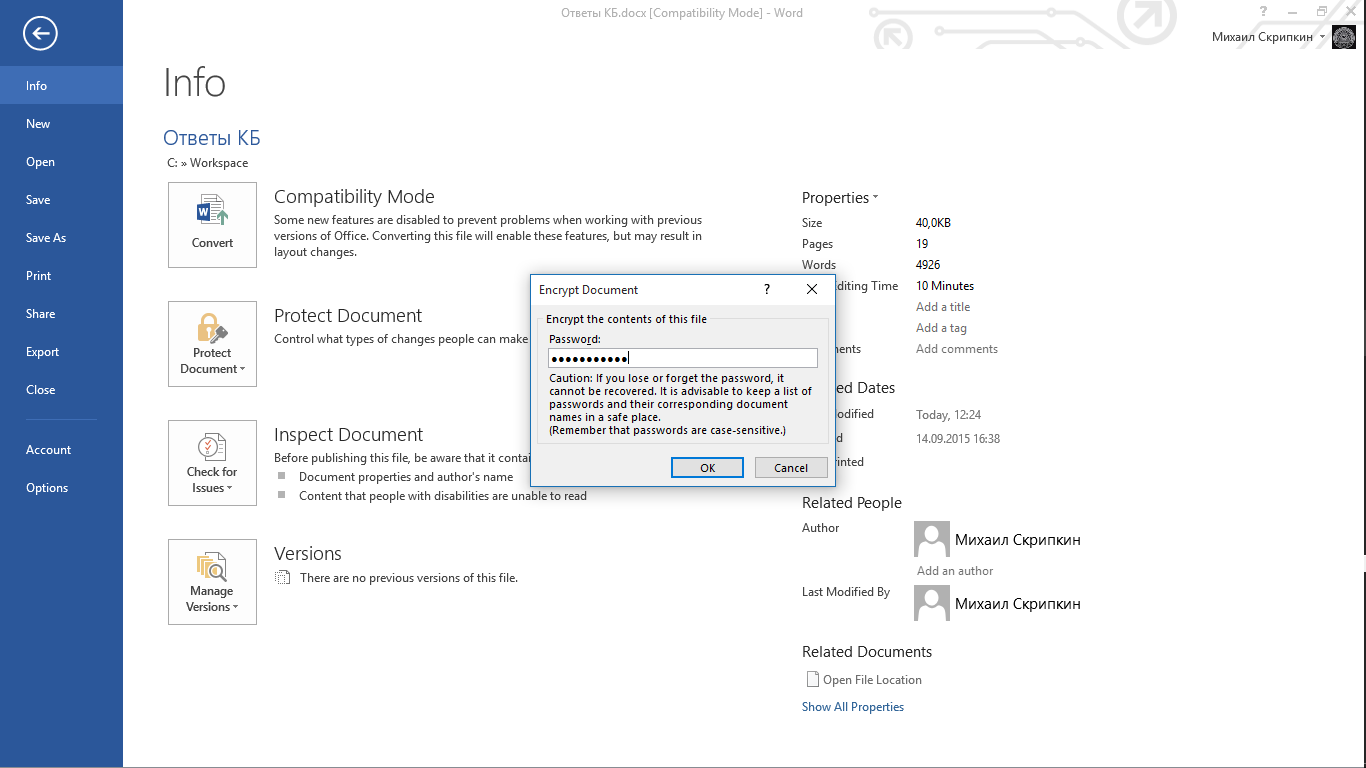 Ответы КБ.docx [Compatibility Mode] - Word
?
Михаил Скрипкин
Info
New
Open
Save
Save As
Print
Share
Export
Close
Account
Options
Info
Ответы КБ
C: » Workspace
Convert
Compatibility Mode
Some new features are disabled to prevent problems when working with previous
versions of Office. Converting this file will enable these features, but may result in
layout changes.
Protect
Document
Protect Document
Control what types of changes people can make
Check for
Issues
Inspect Document
Before publishing this file, be aware that it
Document properties and author's name
Content that people with disabilities are unable to read
Manage
Versions
Versions
There are no previous versions of this file.
Encrypt Document
?
Encrypt the contents of this file
Password:
●●●●●●●●●●●
Caution: If you lose or forget the password, it
cannot be recovered. It is advisable to keep a list of
passwords and their corresponding document
names in a safe place.
(Remember that passwords are case-sensitive.)
OK
Cancel
Properties
Size 40,0KB
Pages 19
Words 4926
Editing Time 10 Minutes
Add a title
Add a tag
Add comments
Dates
Today, 12:24
14.09.2015 16:38
Related People
Author
Михаил Скрипкин
Add an author
Last Modified By
Михаил Скрипкин
Related Documents
Open File Location
Show All Properties